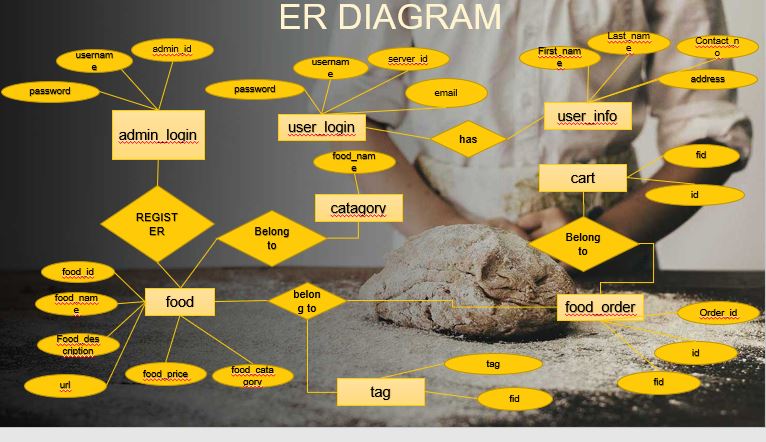 ER DIAGRAM
usernam
e
admin_id
password
admin_login
usernam
e
server_id
password
email
user_login
First_nam
e
Last_nam
e
Contact_n
o
address
user_info
has
food_nam
e
catagory
cart
fid
id
REGIST
ER
Belong
to
Belong
to
food_id
food_nam
e
Food_des
cription
url
food
food_price
food_cata
gory
belon
g to
food_order
Order_id
id
fid
tag
tag
fid